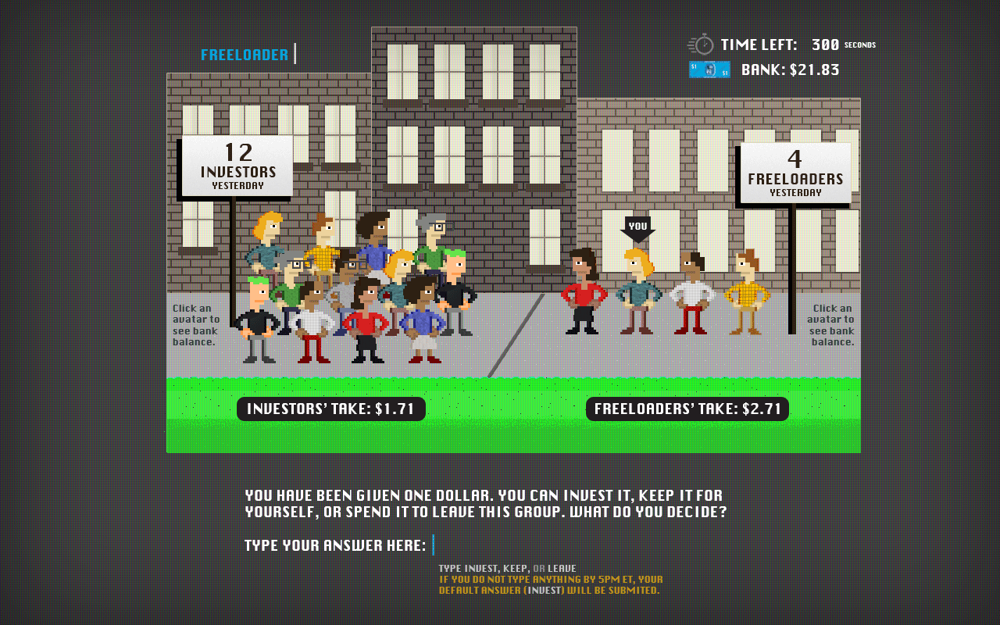 FREELOADER
TIME LEFT: 300 SECONDS
$1 $1 BANK: $21.83
12
INVESTORS
YESTERDAY
4
FREELOADERS
YESTERDAY
YOU
Click an
avatar to
see bank
balance.
Click an
avatar to
see bank
balance.
INVESTORS' TAKE: $1.71
FREELOADERS' TAKE: $2.71
YOU HAVE BEEN GIVEN ONE DOLLAR. YOU CAN INVEST IT, KEEP IT FOR
YOURSELF, OR SPEND IT TO LEAVE THIS GROUP. WHAT DO YOU DECIDE?
TYPE YOUR ANSWER HERE:
TYPE INVEST, KEEP, OR LEAVE
IF YOU DO NOT TYPE ANYTHING BY 5PM ET, YOUR
DEFAULT ANSWER (INVEST) WILL BE SUBMITED.